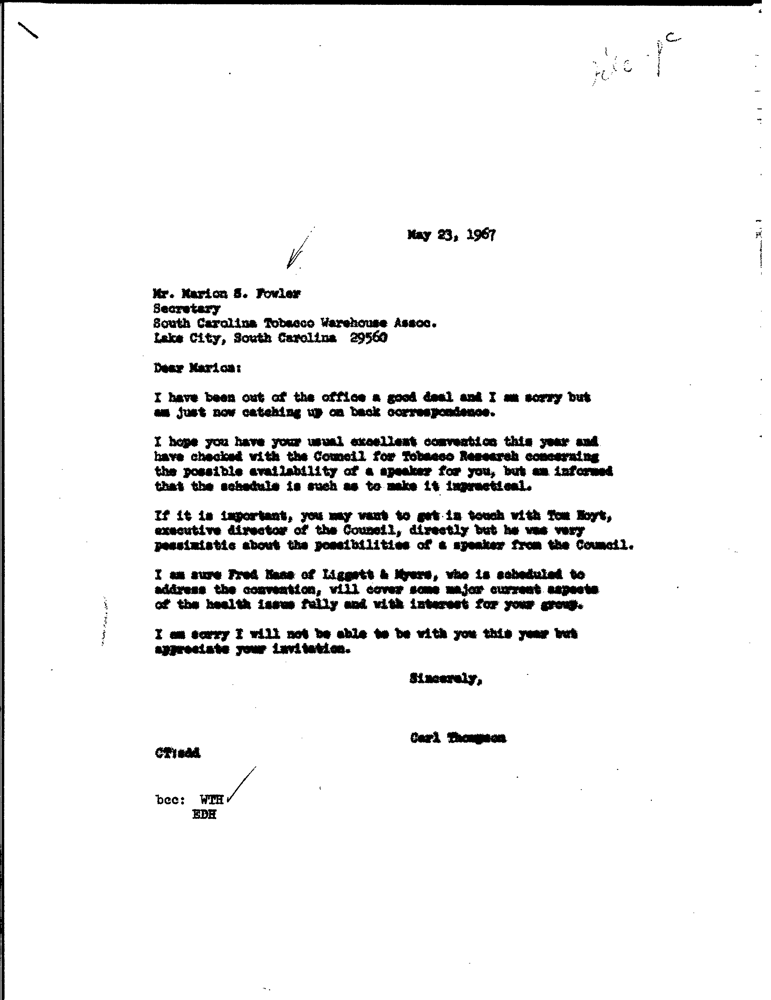 May 23, 1967
Mr. Marion S. Fowler
Secretary
South Carolina Tobacco Warehouse Assoc.
Lake City, South Carolina 29560
Dear Marion:
I have been out of the office a good deal and I am sorry but
am just now catching up on back correspondence.
I hope you have your usual excellent convention this year and
have checked with the Council for Tobacco Research concerning
the possible availability of a speaker for you, but am informed
that the schedule is such as to make it impractical.
If it is important, you may want to get in touch with Tom Hoyt,
executive director of the Council, directly but he was very
pessimistic about the possibilities of a speaker from the Council.
I am sure Fred Haas of Liggett & Myers, who is scheduled to
address the convention, will cover some major current aspects
of the health issue fully and with interest for your group.
I am sorry I will not be able to be with you this year but
appreciate your invitation.
Sincerely,
Carl Thompson
CT:sdd
bcc: WTH
EDH